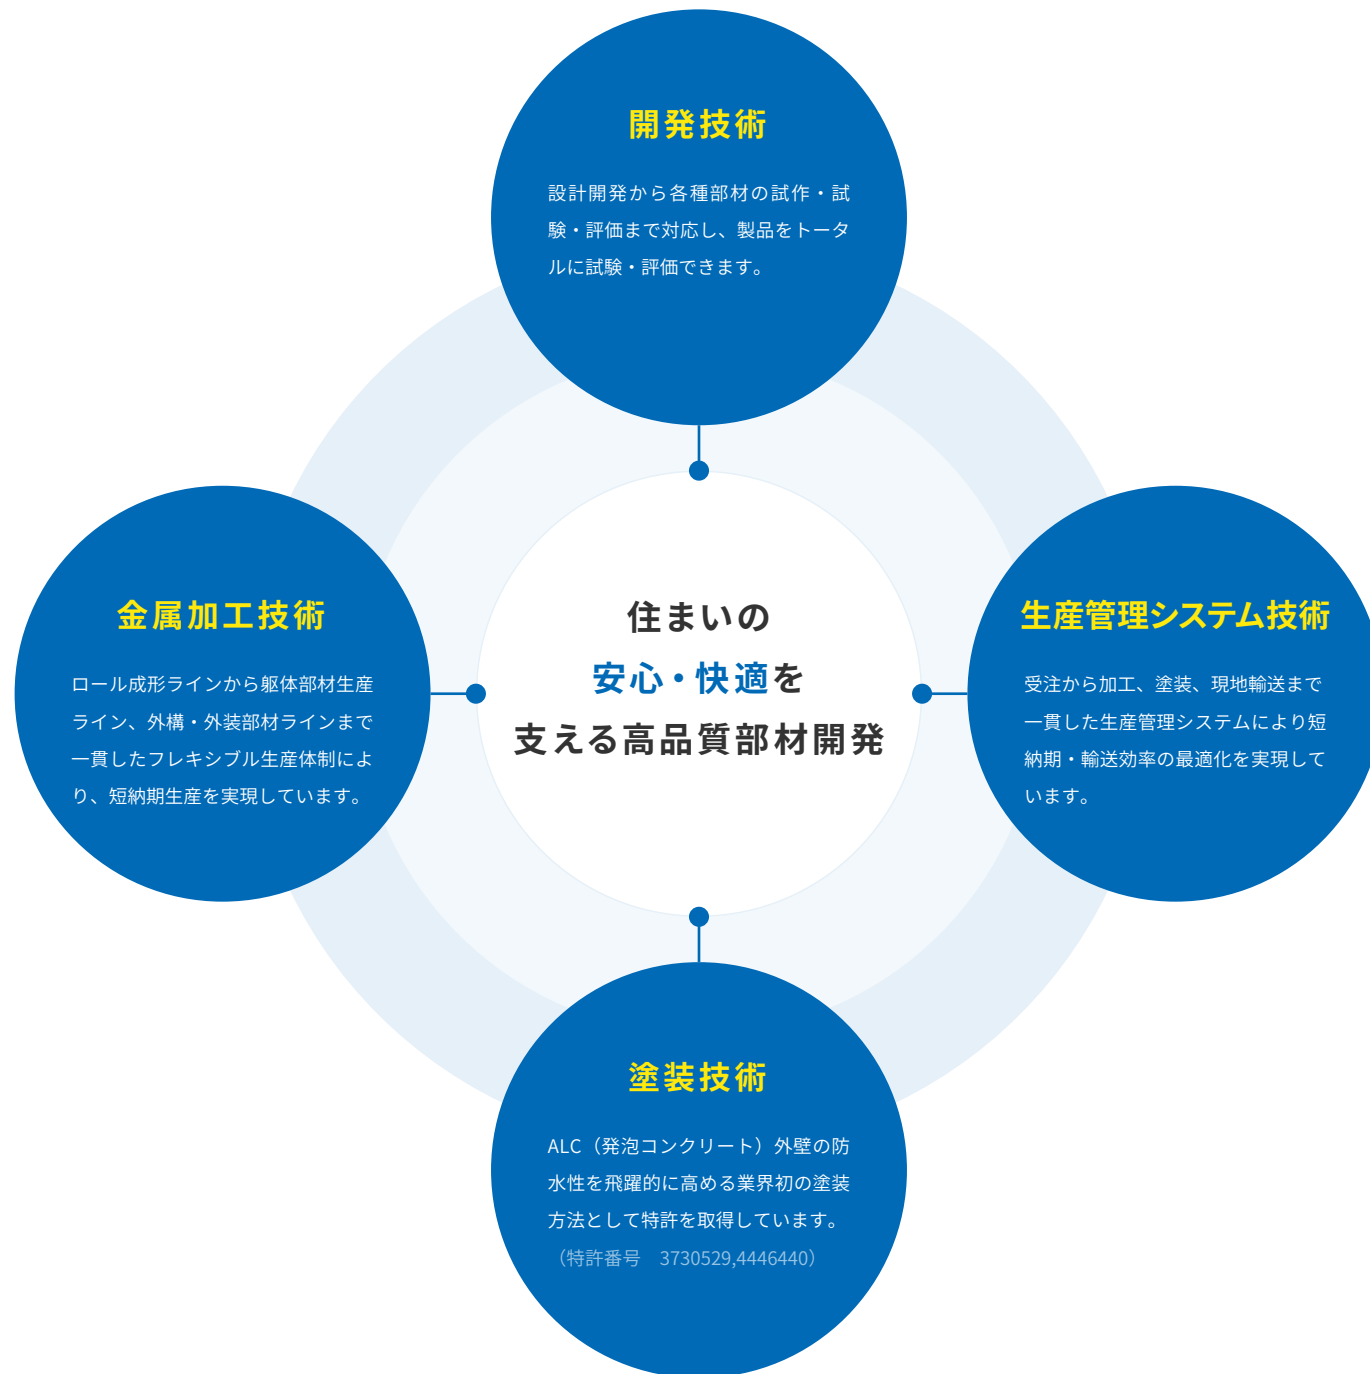 開発技術
設計開発から各種部材の試作・試
験・評価まで対応し、製品をトータ
ルに試験・評価できます。
金属加工技術
ロール成形ラインから躯体部材生産
ライン、外構・外装部材ラインまで
一貫したフレキシブル生産体制によ
り、短納期生産を実現しています。
住まいの
安心・快適を
支える高品質部材開発
生産管理システム技術
受注から加工、塗装、現地輸送まで
一貫した生産管理システムにより短
納期・輸送効率の最適化を実現して
います。
塗装技術
ALC（発泡コンクリート）外壁の防
水性を飛躍的に高める業界初の塗装
方法として特許を取得しています。
（特許番号　3730529,4446440）